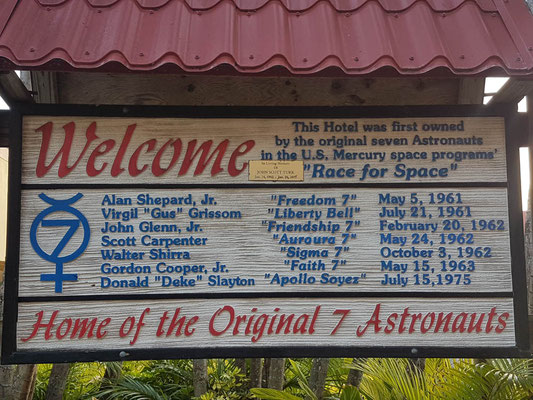 Welcome
In Loving Memory
This Hotel was first owned
by the original seven Astronauts
in the U.S. Mercury space programs'
"Race for Space"
7
Alan Shepard, Jr. "Freedom 7" May 5, 1961
Virgil "Gus" Grissom "Liberty Bell" July 21, 1961
John Glenn, Jr. "Friendship 7" February 20, 1962
Scott Carpenter "Auroura 7" May 24, 1962
Walter Shirra "Sigma 7" October 3, 1962
Gordon Cooper, Jr. "Faith 7" May 15, 1963
Donald "Deke" Slayton "Apollo Soyez" July 15,1975
Home of the Original 7 Astronauts